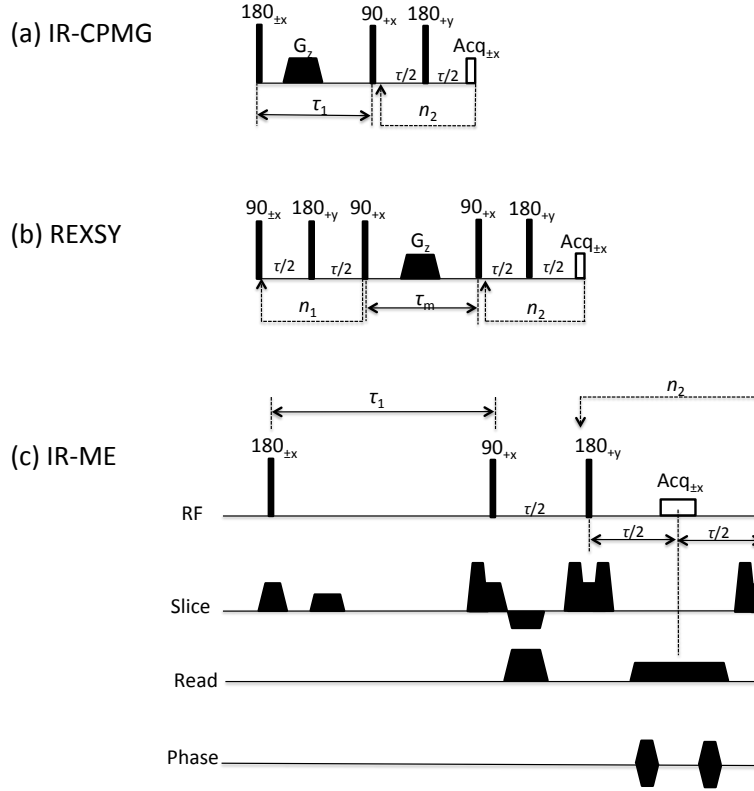 (a) IR-CPMG
180±x 90+x 180+y
Gz Acq±x
τ/2 τ/2
τ1 n2
(b) REXSY
90±x 180+y 90+x 90+x 180+y
Gz Acq±x
τ/2 τ/2 τ/2 τ/2
n1 τm n2
n2
τ1
(c) IR-ME
180±x 90+x 180+y
Acq±x
RF τ/2
τ/2 τ/2
Slice
Read
Phase